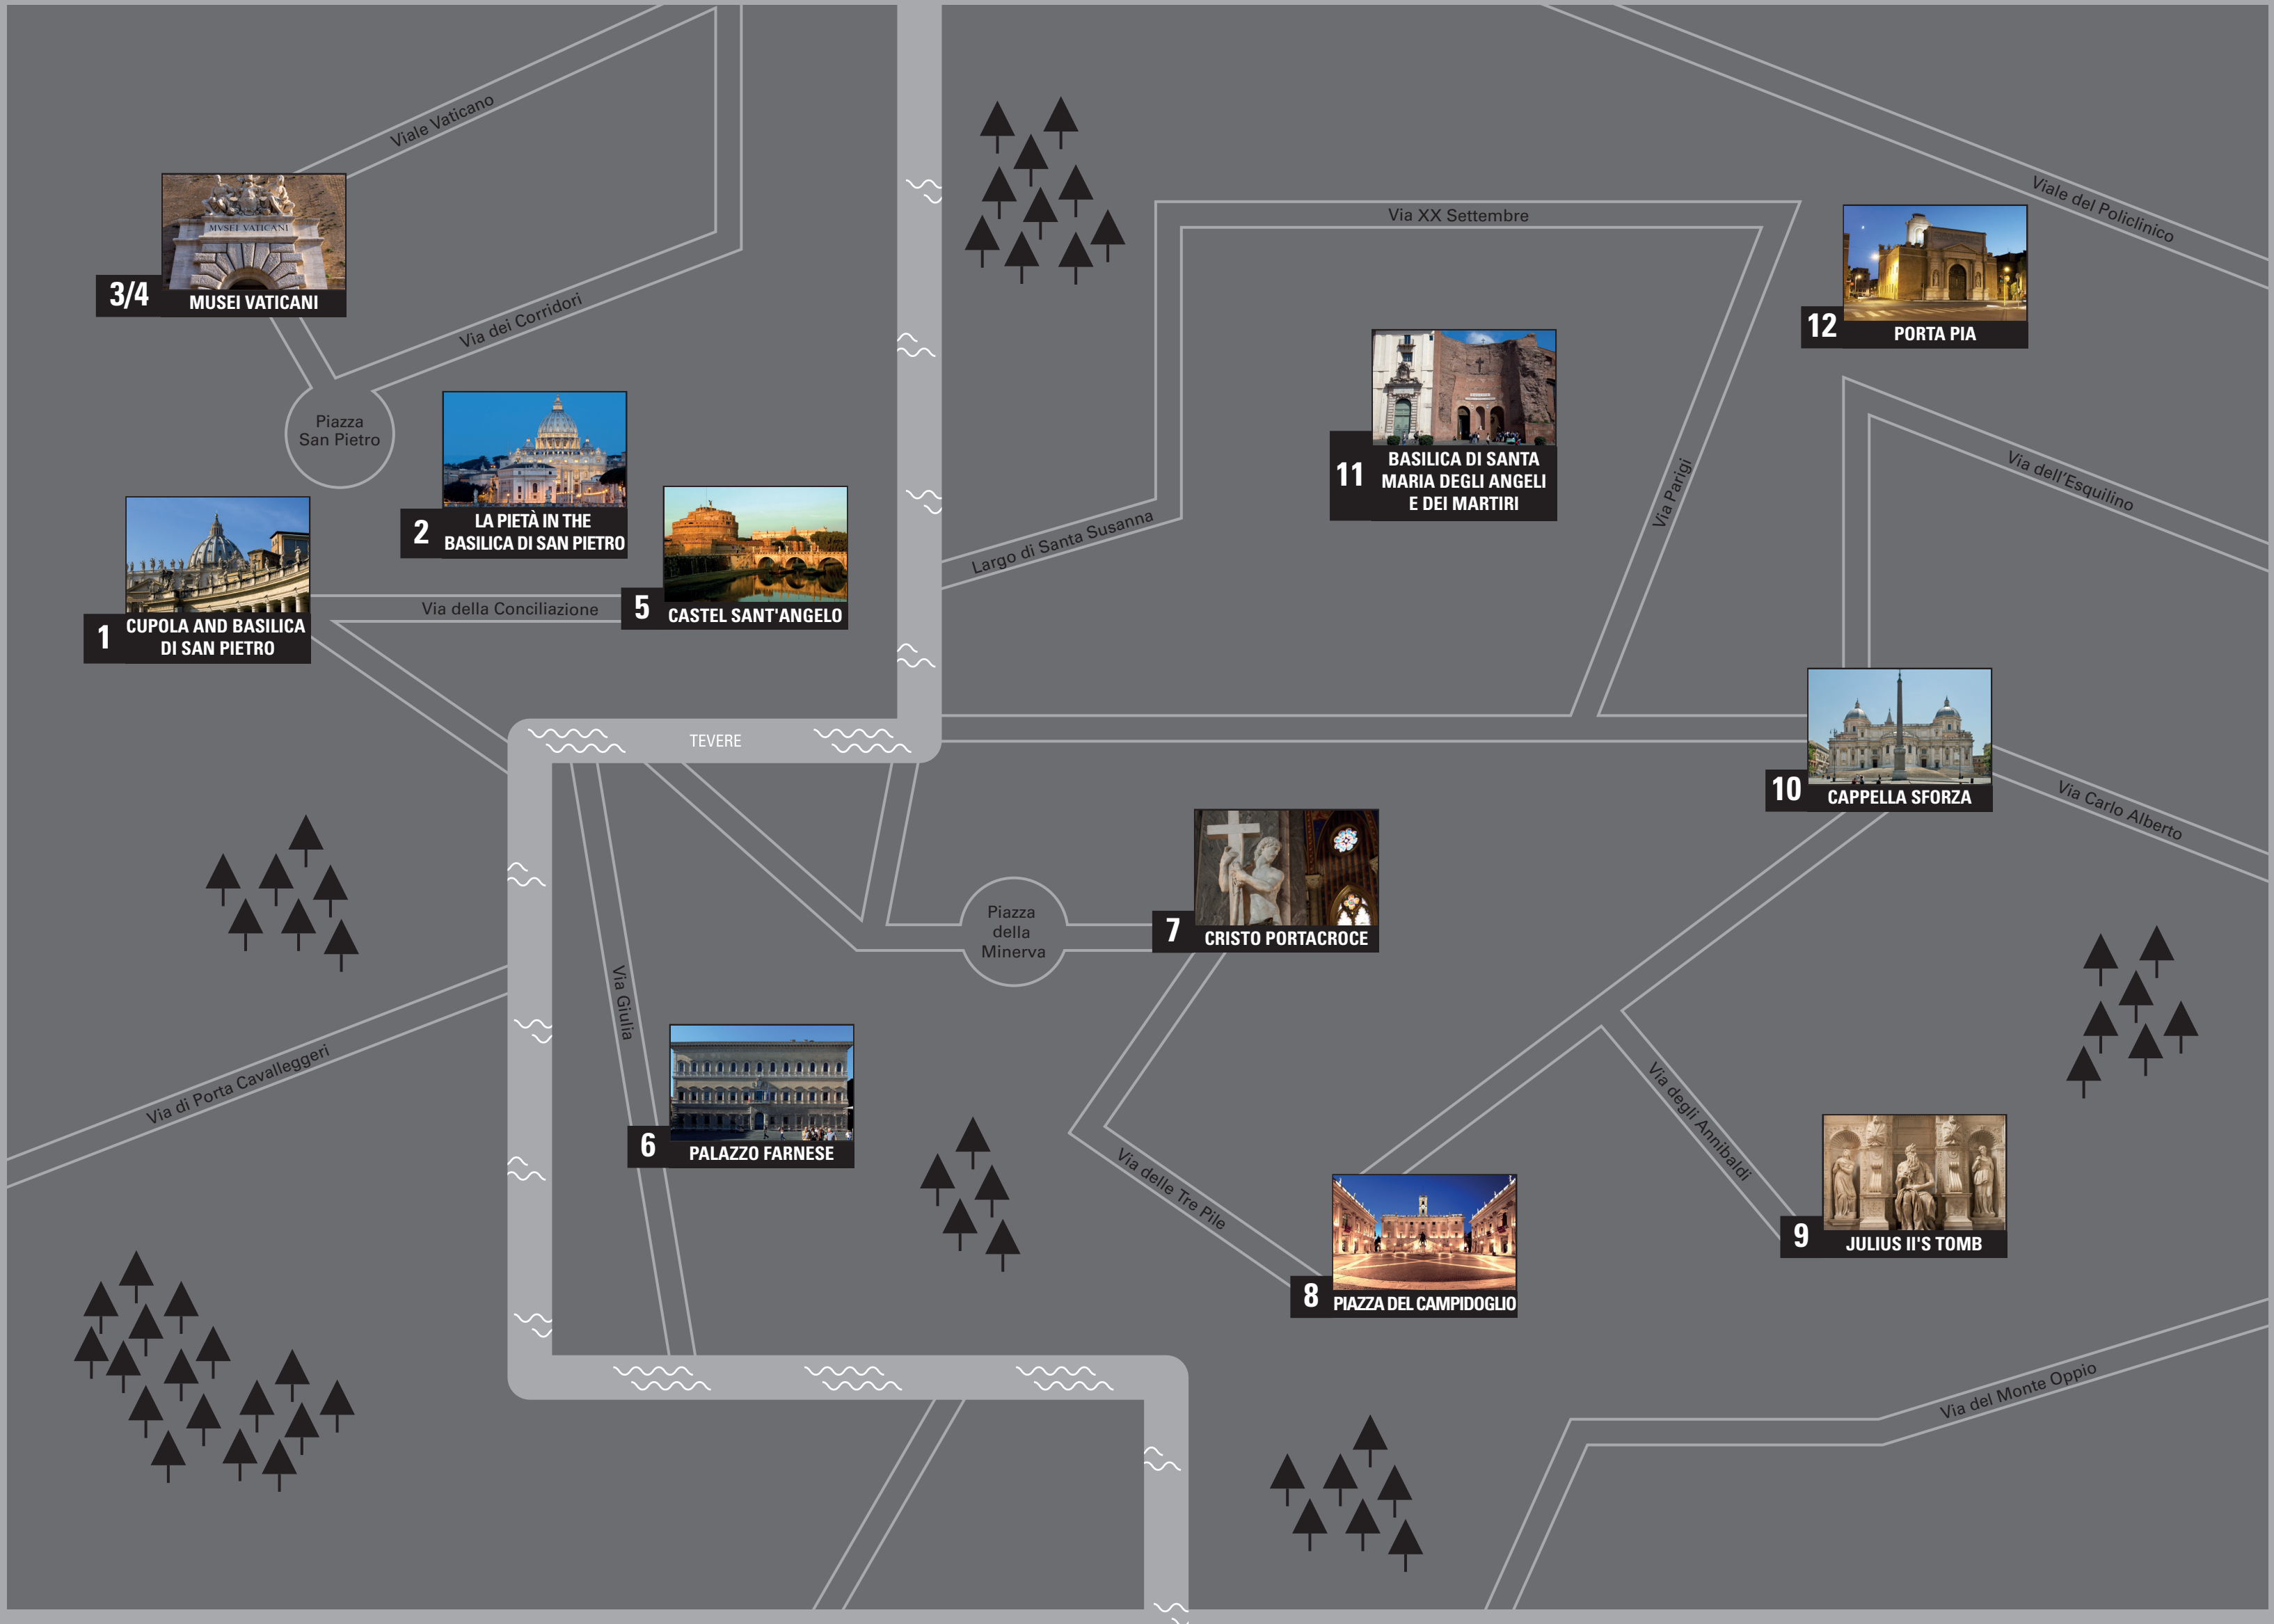 Viale Vaticano
MVSEI VATICANI
3/4
MUSEI VATICANI
Via dei Corridori
Piazza
San Pietro
2
LA PIETÀ IN THE
BASILICA DI SAN PIETRO
1
CUPOLA AND BASILICA
DI SAN PIETRO
Via della Conciliazione
5
CASTEL SANT'ANGELO
Largo di Santa Susanna
Via XX Settembre
11
BASILICA DI SANTA
MARIA DEGLI ANGELI
E DEI MARTIRI
Via Parigi
Viale del Policlinico
12
PORTA PIA
Via dell'Esquilino
TEVERE
10
CAPPELLA SFORZA
Via Carlo Alberto
Piazza
della
Minerva
7
CRISTO PORTACROCE
Via Giulia
Via di Porta Cavalleggeri
6
PALAZZO FARNESE
Via delle Tre Pile
8
PIAZZA DEL CAMPIDOGLIO
Via degli Annibaldi
9
JULIUS II'S TOMB
Via del Monte Oppio